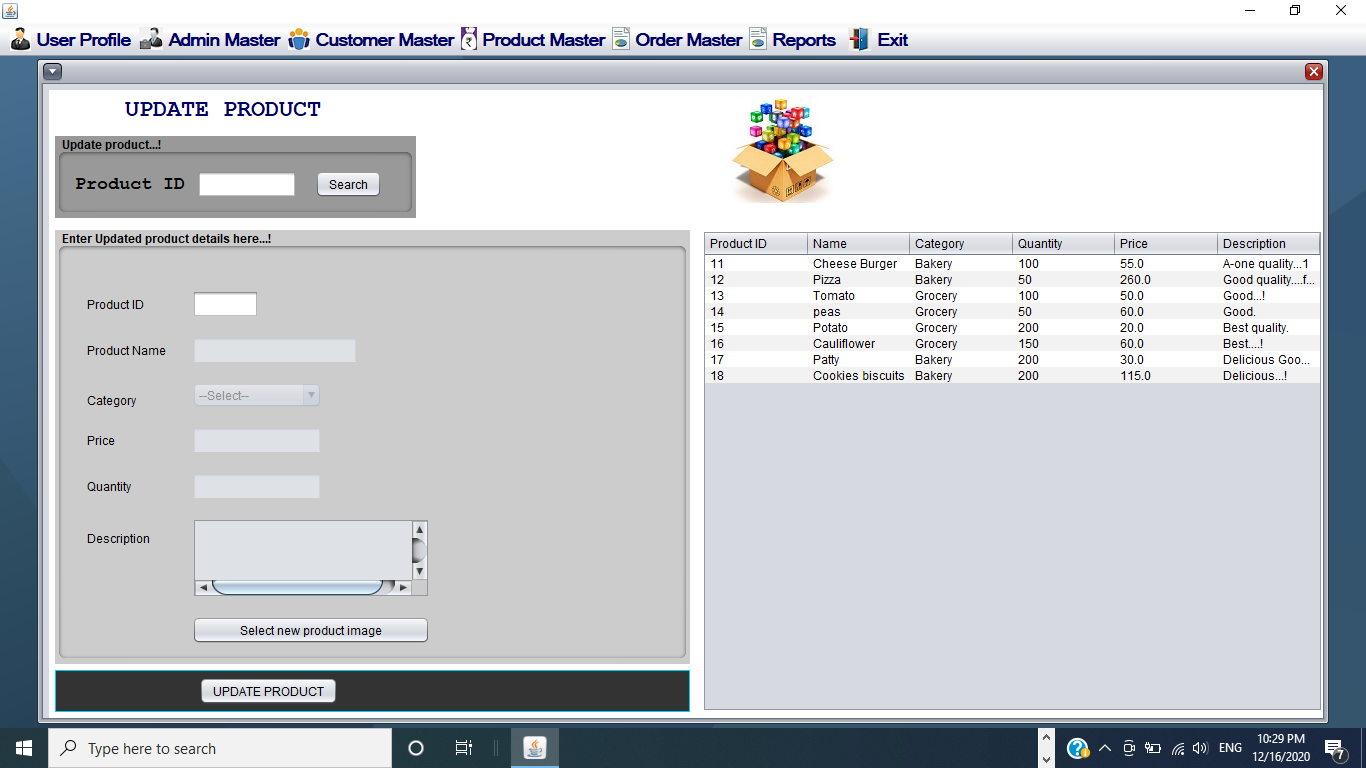 User Profile Admin Master Customer Master Product Master Order Master Reports Exit
UPDATE PRODUCT
Update product...!
Product ID Search
Enter Updated product details here...!
Product ID
Product Name
Category --Select--
Price
Quantity
Description
Select new product image
UPDATE PRODUCT
Product ID Name Category Quantity Price Description
11 Cheese Burger Bakery 100 55.0 A-one quality...1
12 Pizza Bakery 50 260.0 Good quality....f...
13 Tomato Grocery 100 50.0 Good...!
14 peas Grocery 50 60.0 Good.
15 Potato Grocery 200 20.0 Best quality.
16 Cauliflower Grocery 150 60.0 Best....!
17 Patty Bakery 200 30.0 Delicious Goo...
18 Cookies biscuits Bakery 200 115.0 Delicious...!
Type here to search
ENG
10:29 PM
12/16/2020
7